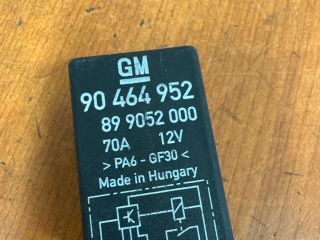 GM
90 464 952
89 9052 000
70A 12V
> PA6 - GF30 <
Made in Hungary